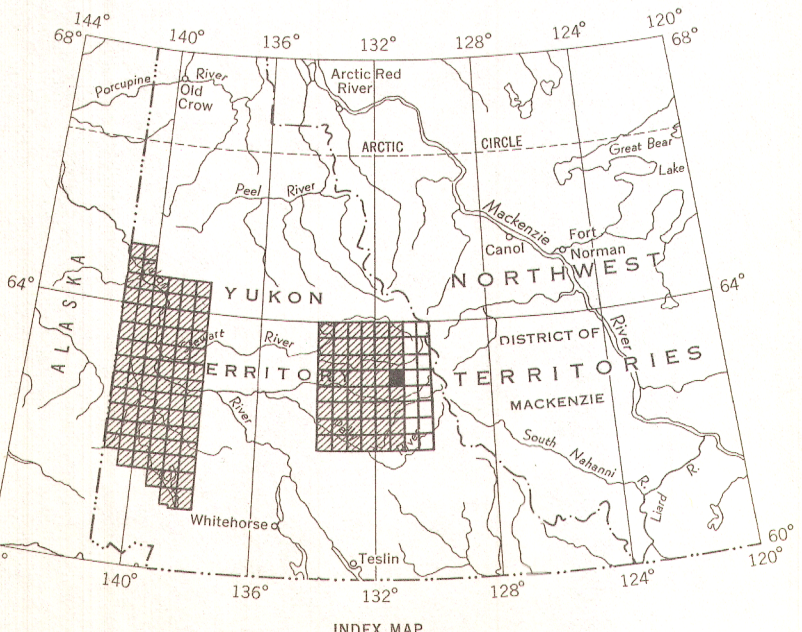 144°
140°
136°
132°
128°
124°
120°
68°
68°
Porcupine River
Old
Crow
Arctic Red
River
ARCTIC CIRCLE
Great Bear
Lake
Peel River
Mackenzie
Fort
Norman
Canol
64°
ALASKA
YUKON
NORTHWEST
64°
Stewart River
DISTRICT OF
River
TERRITORY
TERRITORIES
MACKENZIE
River
River
South Nahanni
R.
Liard R.
Whitehorse
Teslin
60°
120°
140°
136°
132°
128°
124°
INDEX MAP